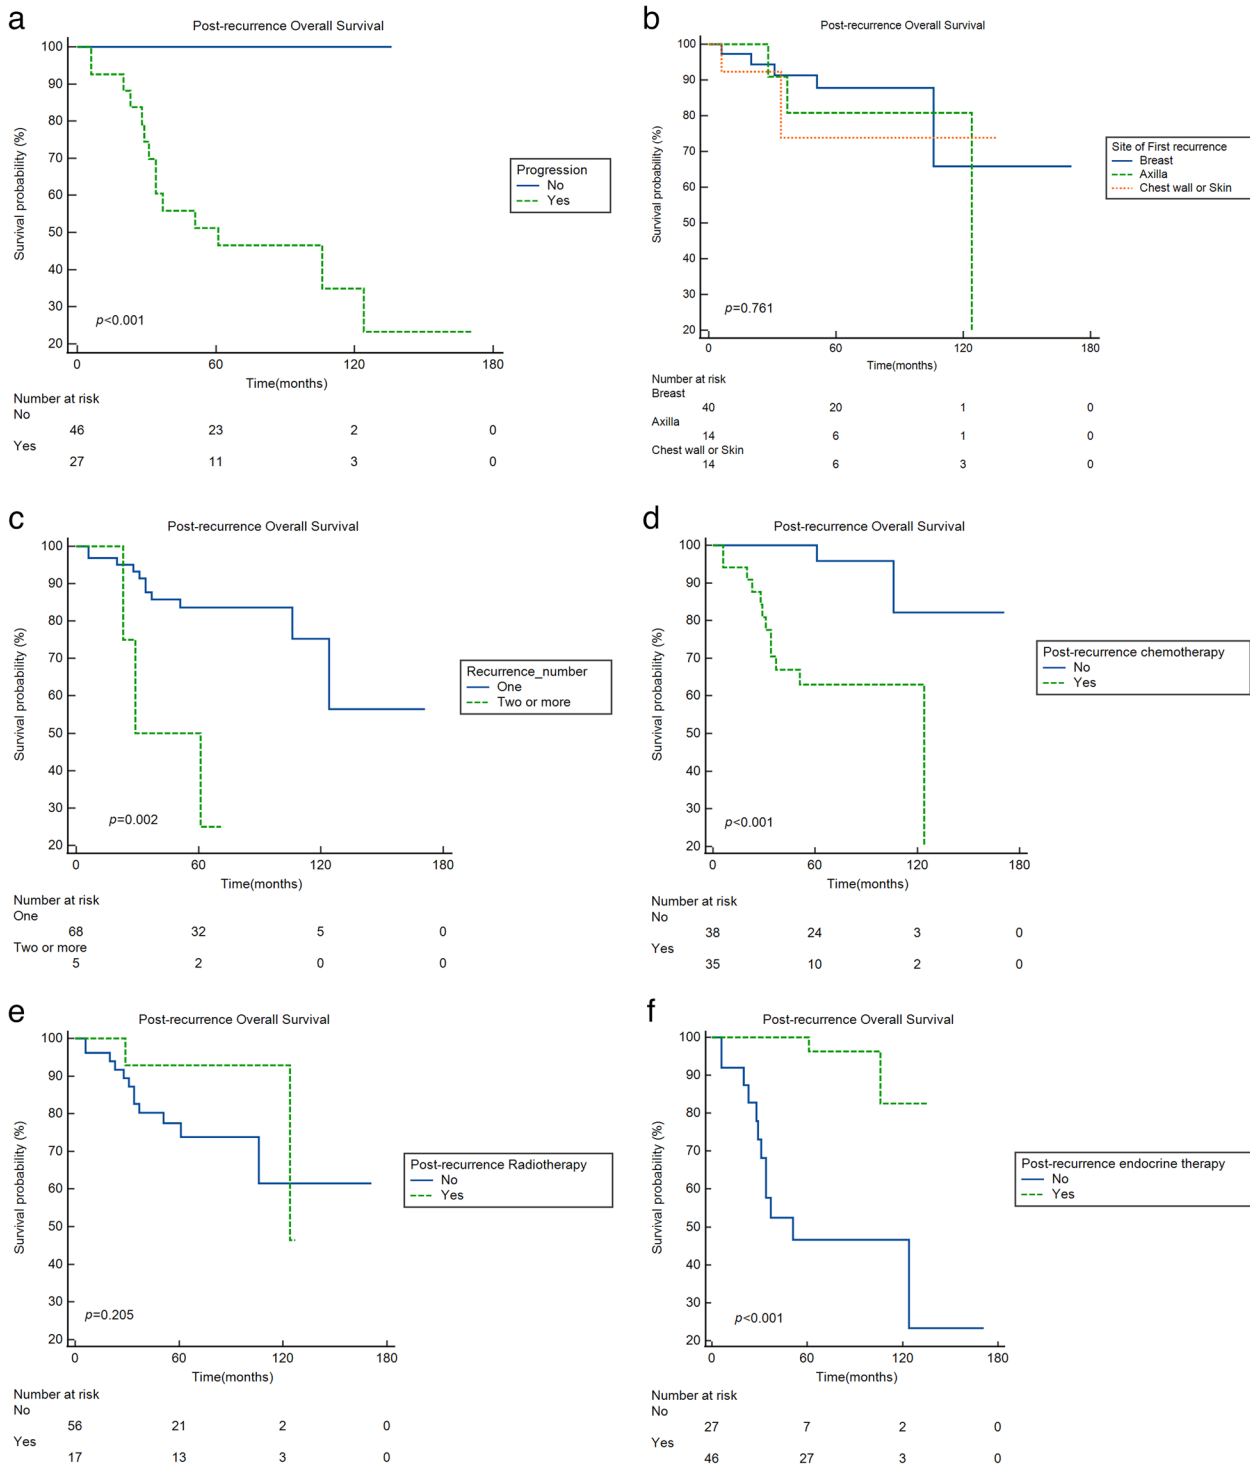 a
Post-recurrence Overall Survival
100
90
80
70
60
50
40
30
20
Survival probability (%)
p<0.001
Progression
No
Yes
0 60 120 180
Time(months)
Number at risk
No
46 23 2 0
Yes
27 11 3 0
b
Post-recurrence Overall Survival
100
90
80
70
60
50
40
30
20
Survival probability (%)
p=0.761
Site of First recurrence
Breast
Axilla
Chest wall or Skin
0 60 120 180
Time(months)
Number at risk
Breast
40 20 1 0
Axilla
14 6 1 0
Chest wall or Skin
14 6 3 0
c
Post-recurrence Overall Survival
100
90
80
70
60
50
40
30
20
Survival probability (%)
p=0.002
Recurrence_number
One
Two or more
0 60 120 180
Time(months)
Number at risk
One
68 32 5 0
Two or more
5 2 0 0
d
Post-recurrence Overall Survival
100
90
80
70
60
50
40
30
20
Survival probability (%)
p<0.001
Post-recurrence chemotherapy
No
Yes
0 60 120 180
Time(months)
Number at risk
No
38 24 3 0
Yes
35 10 2 0
e
Post-recurrence Overall Survival
100
90
80
70
60
50
40
30
20
Survival probability (%)
p=0.205
Post-recurrence Radiotherapy
No
Yes
0 60 120 180
Time(months)
Number at risk
No
56 21 2 0
Yes
17 13 3 0
f
Post-recurrence Overall Survival
100
90
80
70
60
50
40
30
20
Survival probability (%)
p<0.001
Post-recurrence endocrine therapy
No
Yes
0 60 120 180
Time(months)
Number at risk
No
27 7 2 0
Yes
46 27 3 0